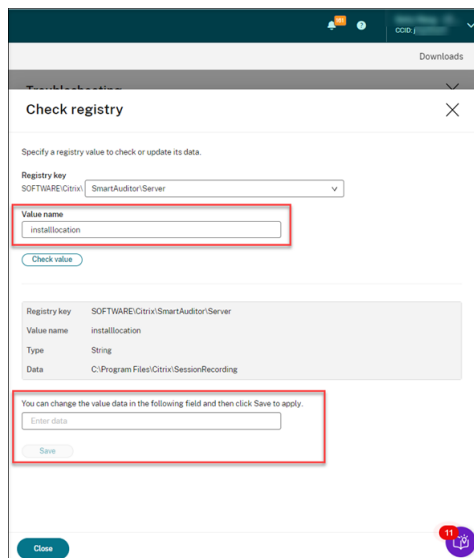 CCID:
Downloads
Troubleshooting
Check registry
Specify a registry value to check or update its data.
Registry key
SOFTWARE\Citrix\ SmartAuditor\Server
Value name
installlocation
Check value
Registry key SOFTWARE\Citrix\SmartAuditor\Server
Value name installlocation
Type String
Data C:\Program Files\Citrix\SessionRecording
You can change the value data in the following field and then click Save to apply.
Enter data
Save
11
Close